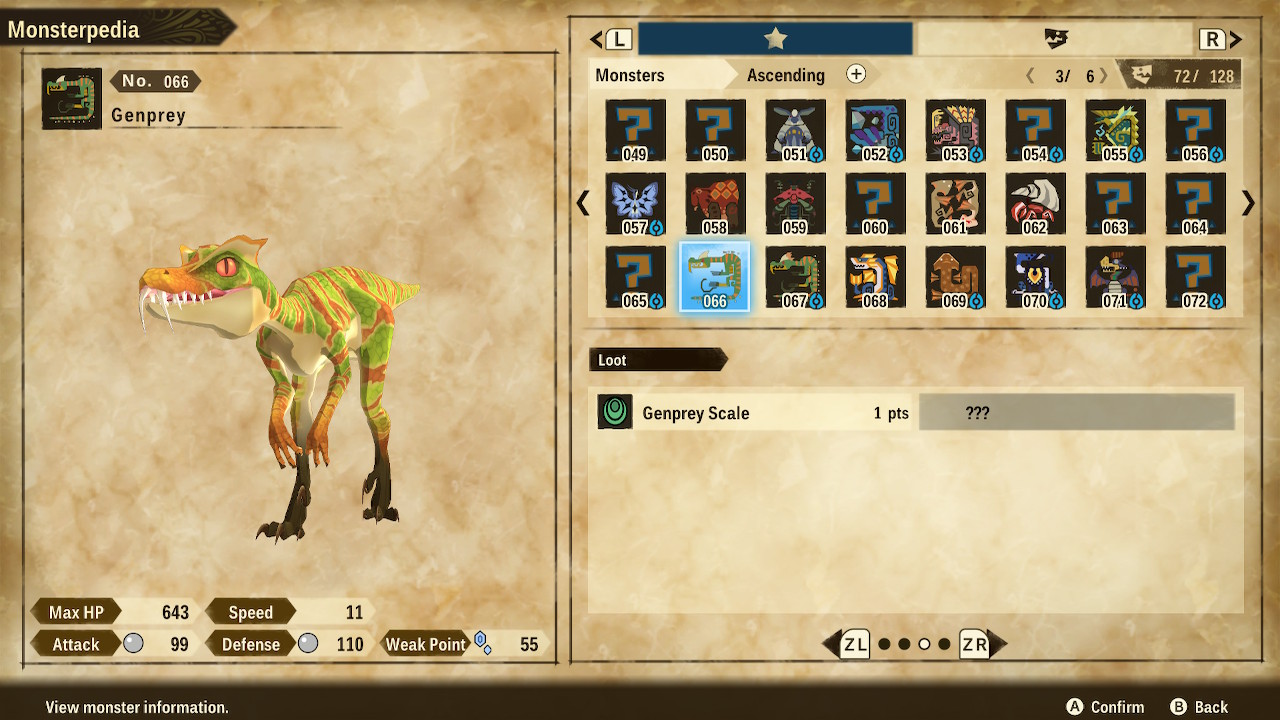 Monsterpedia
No. 066
Genprey
L
R
Monsters
Ascending
3/ 6
72/ 128
? ? ? ? ?
049 050 051 052 053 054 055 056
? ? ?
057 058 059 060 061 062 063 064
? ?
065 066 067 068 069 070 071 072
Loot
Genprey Scale 1 pts ???
Max HP 643 Speed 11
Attack 99 Defense 110 Weak Point 55
ZL ZR
View monster information.
A Confirm B Back